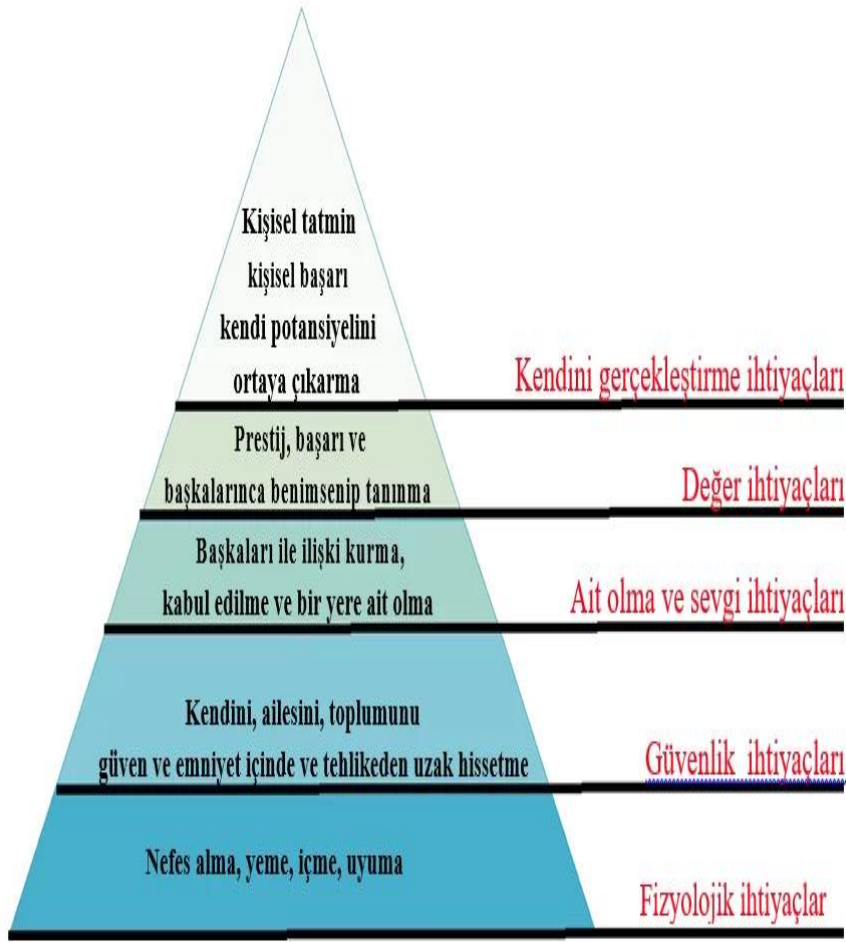 Kişisel tatmin
kişisel başarı
kendi potansiyelini
ortaya çıkarma
Kendini gerçekleştirme ihtiyaçları
Prestij, başarı ve
başkalarınca benimsenip tanınma
Değer ihtiyaçları
Başkaları ile ilişki kurma,
kabul edilme ve bir yere ait olma
Ait olma ve sevgi ihtiyaçları
Kendini, ailesini, toplumunu
güven ve emniyet içinde ve tehlikeden uzak hissetme
Güvenlik ihtiyaçları
Nefes alma, yeme, içme, uyuma
Fizyolojik ihtiyaçlar